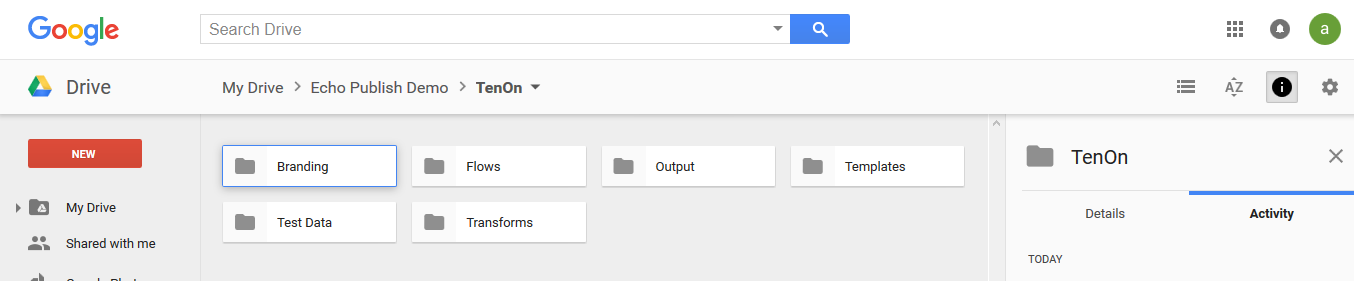 Google
Search Drive
a
Drive
My Drive > Echo Publish Demo > TenOn
AZ
i
NEW
My Drive
Shared with me
Branding
Flows
Output
Templates
Test Data
Transforms
TenOn
Details
Activity
TODAY